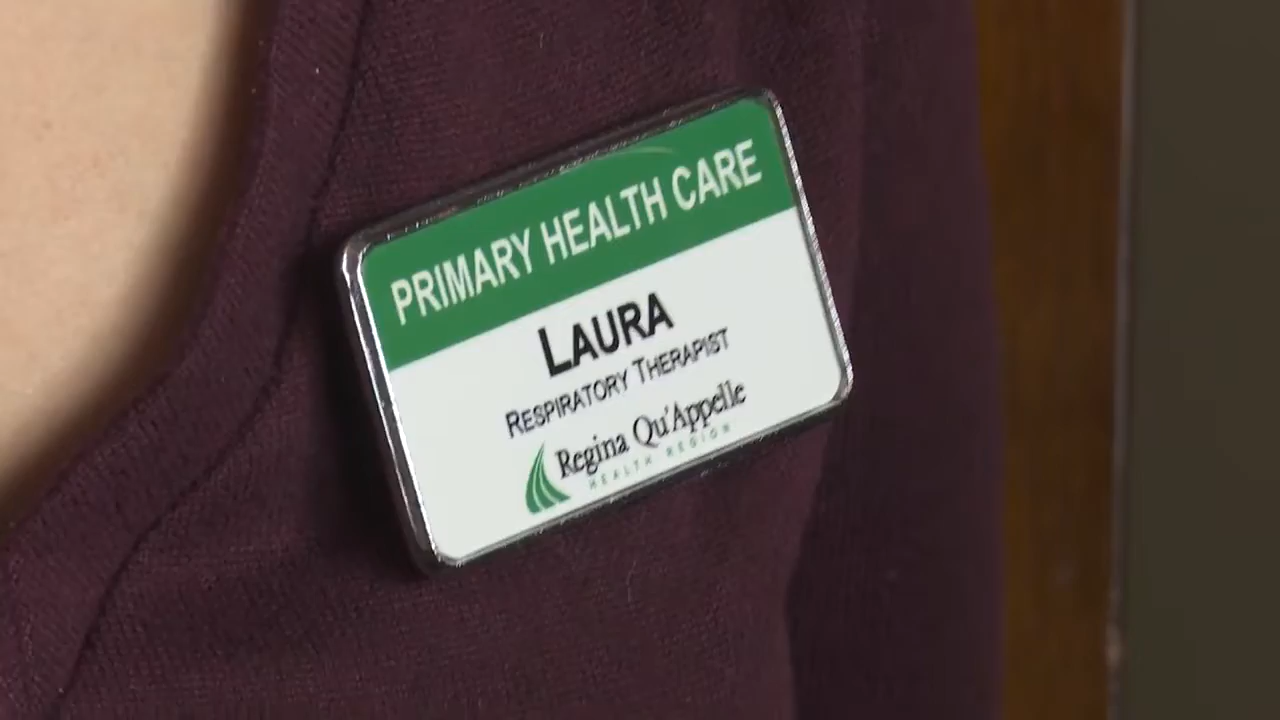 PRIMARY HEALTH CARE
LAURA
RESPIRATORY THERAPIST
Regina Qu'Appelle
HEALTH REGION